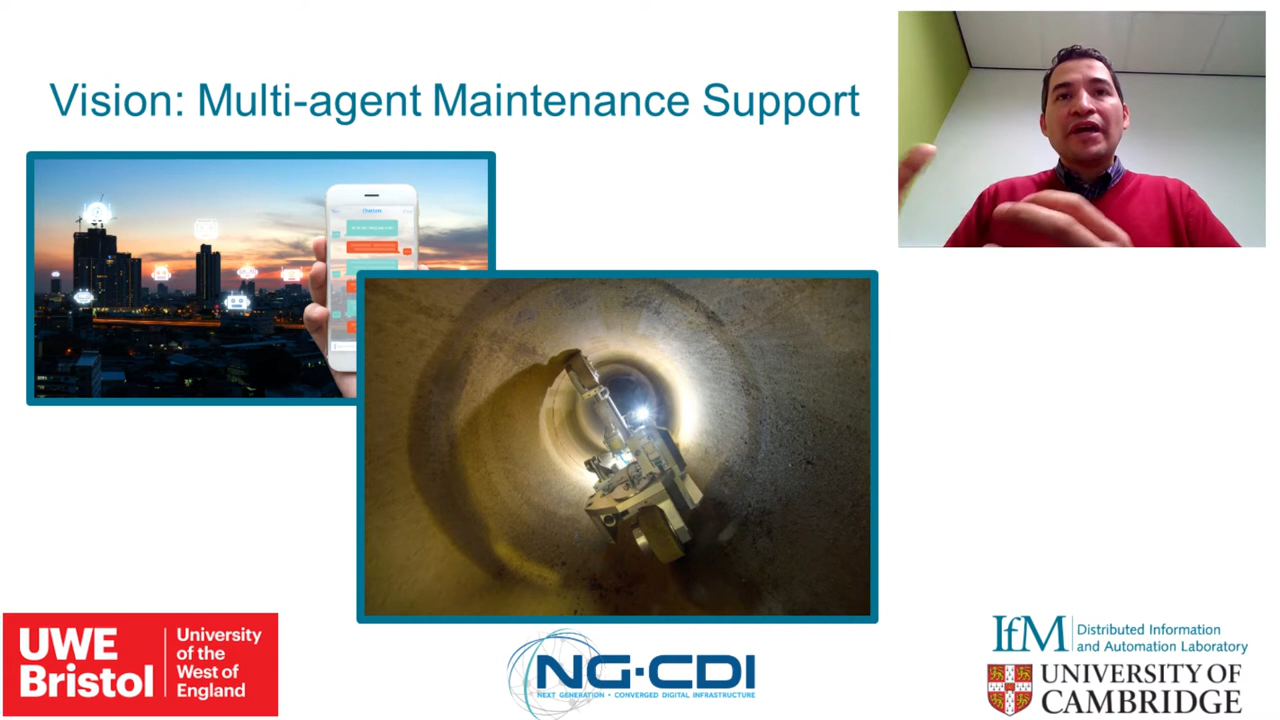 Vision: Multi-agent Maintenance Support
UWE
Bristol
University
of the
West of
England
NG·CDI
NEXT GENERATION • CONVERGED DIGITAL INFRASTRUCTURE
IfM
Distributed Information
and Automation Laboratory
UNIVERSITY OF
CAMBRIDGE